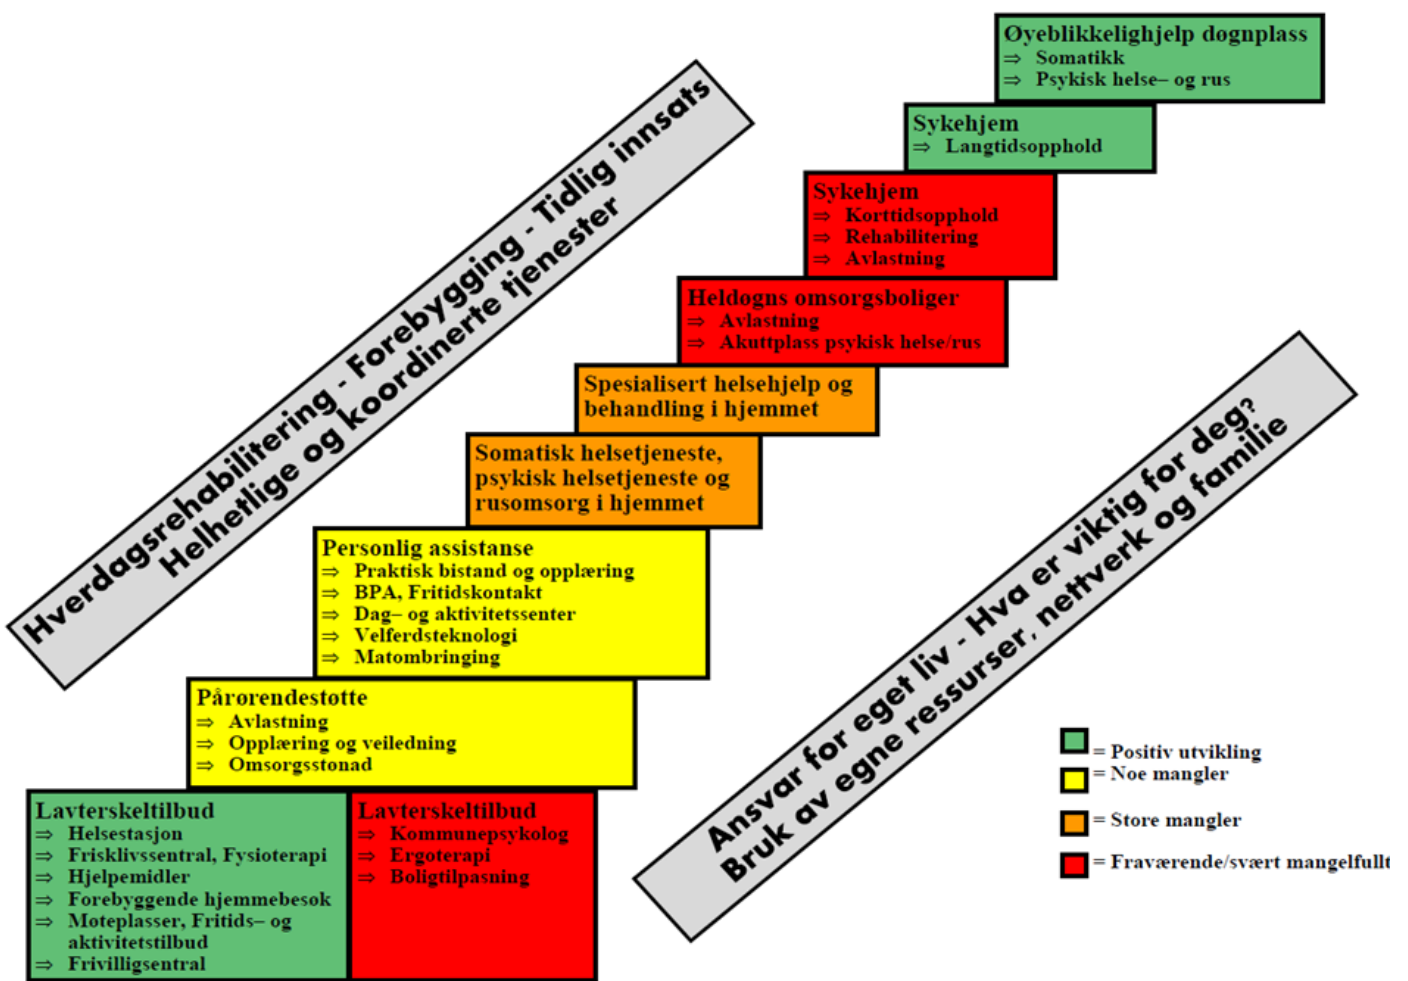 Øyeblikkelighjelp døgnplass
⇒ Somatikk
⇒ Psykisk helse– og rus
Sykehjem
⇒ Langtidsopphold
Sykehjem
⇒ Korttidsopphold
⇒ Rehabilitering
⇒ Avlastning
Heldøgns omsorgsboliger
⇒ Avlastning
⇒ Akuttplass psykisk helse/rus
Spesialisert helsehjelp og
behandling i hjemmet
Somatisk helsetjeneste,
psykisk helsetjeneste og
rusomsorg i hjemmet
Personlig assistanse
⇒ Praktisk bistand og opplæring
⇒ BPA, Fritidskontakt
⇒ Dag– og aktivitetssenter
⇒ Velferdsteknologi
⇒ Matombringing
Pårørendestøtte
⇒ Avlastning
⇒ Opplæring og veiledning
⇒ Omsorgsstønad
Lavterskeltilbud
⇒ Helsestasjon
⇒ Frisklivssentral, Fysioterapi
⇒ Hjelpemidler
⇒ Forebyggende hjemmebesøk
⇒ Møteplasser, Fritids– og
aktivitetstilbud
⇒ Frivilligsentral
Lavterskeltilbud
⇒ Kommunepsykolog
⇒ Ergoterapi
⇒ Boligtilpasning
Hverdagsrehabilitering - Forebygging - Tidlig innsats
Helhetlige og koordinerte tjenester
Ansvar for eget liv - Hva er viktig for deg?
Bruk av egne ressurser, nettverk og familie
= Positiv utvikling
= Noe mangler
= Store mangler
= Fraværende/svært mangelfullt